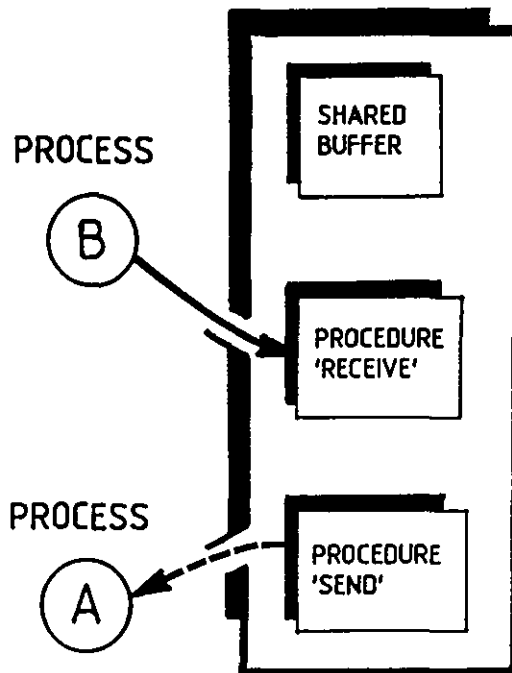 SHARED
BUFFER
PROCESS
B
PROCEDURE
'RECEIVE'
PROCESS
A
PROCEDURE
'SEND'